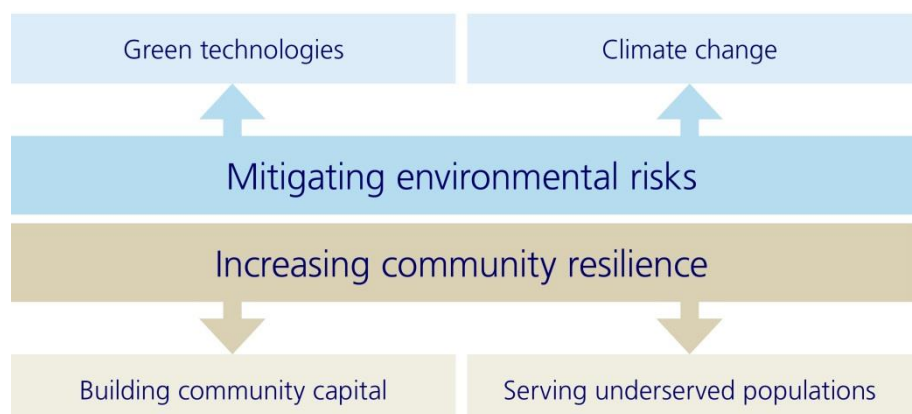 Green technologies
Climate change
Mitigating environmental risks
Increasing community resilience
Building community capital
Serving underserved populations